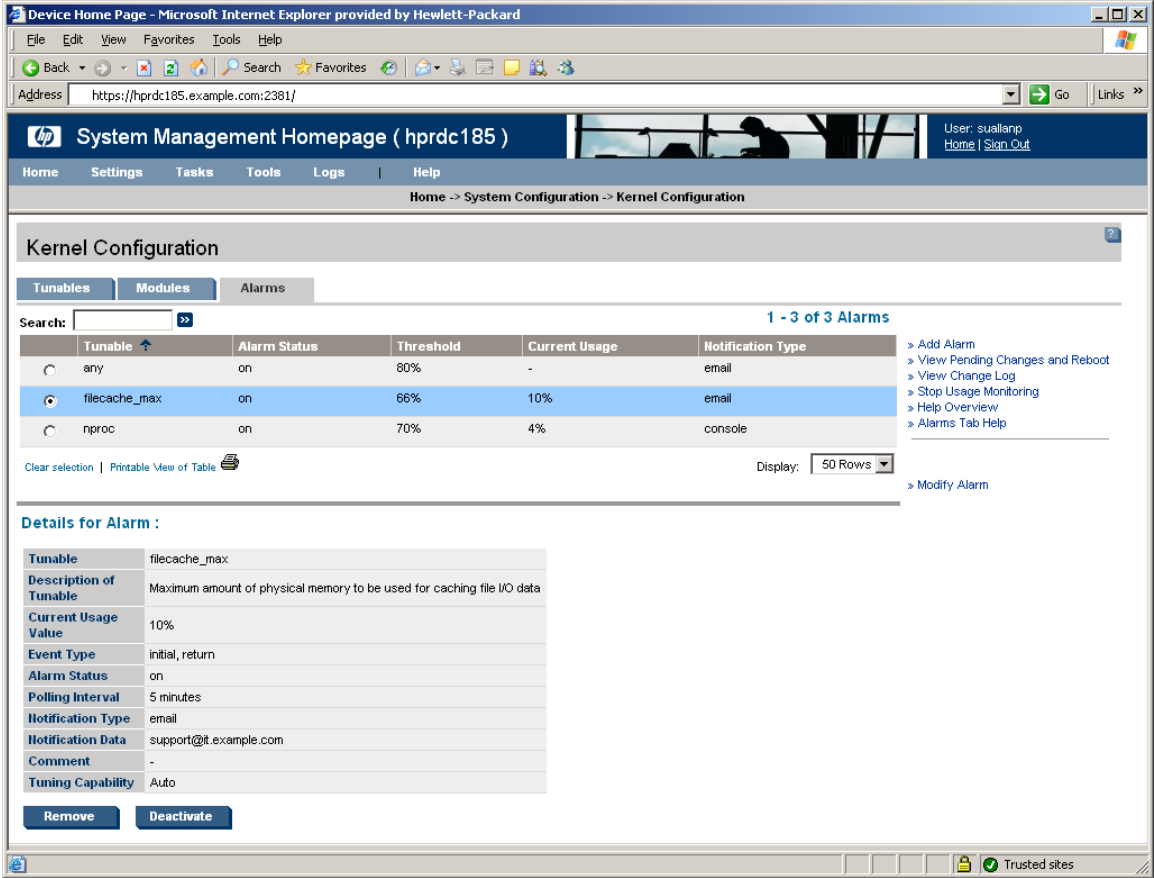 Device Home Page - Microsoft Internet Explorer provided by Hewlett-Packard
File Edit View Favorites Tools Help
Back Search Favorites
Address https://hprdc185.example.com:2381/ Go Links »
hp System Management Homepage ( hprdc185 ) User: suallanp
Home | Sign Out
Home Settings Tasks Tools Logs | Help
Home -> System Configuration -> Kernel Configuration
Kernel Configuration ?
Tunables Modules Alarms
Search: » 1 - 3 of 3 Alarms
Tunable Alarm Status Threshold Current Usage Notification Type
any on 80% - email
filecache_max on 66% 10% email
nproc on 70% 4% console
Clear selection | Printable View of Table Display: 50 Rows
» Add Alarm
» View Pending Changes and Reboot
» View Change Log
» Stop Usage Monitoring
» Help Overview
» Alarms Tab Help
» Modify Alarm
Details for Alarm :
Tunable filecache_max
Description of
Tunable Maximum amount of physical memory to be used for caching file I/O data
Current Usage
Value 10%
Event Type initial, return
Alarm Status on
Polling Interval 5 minutes
Notification Type email
Notification Data support@it.example.com
Comment -
Tuning Capability Auto
Remove Deactivate
Trusted sites